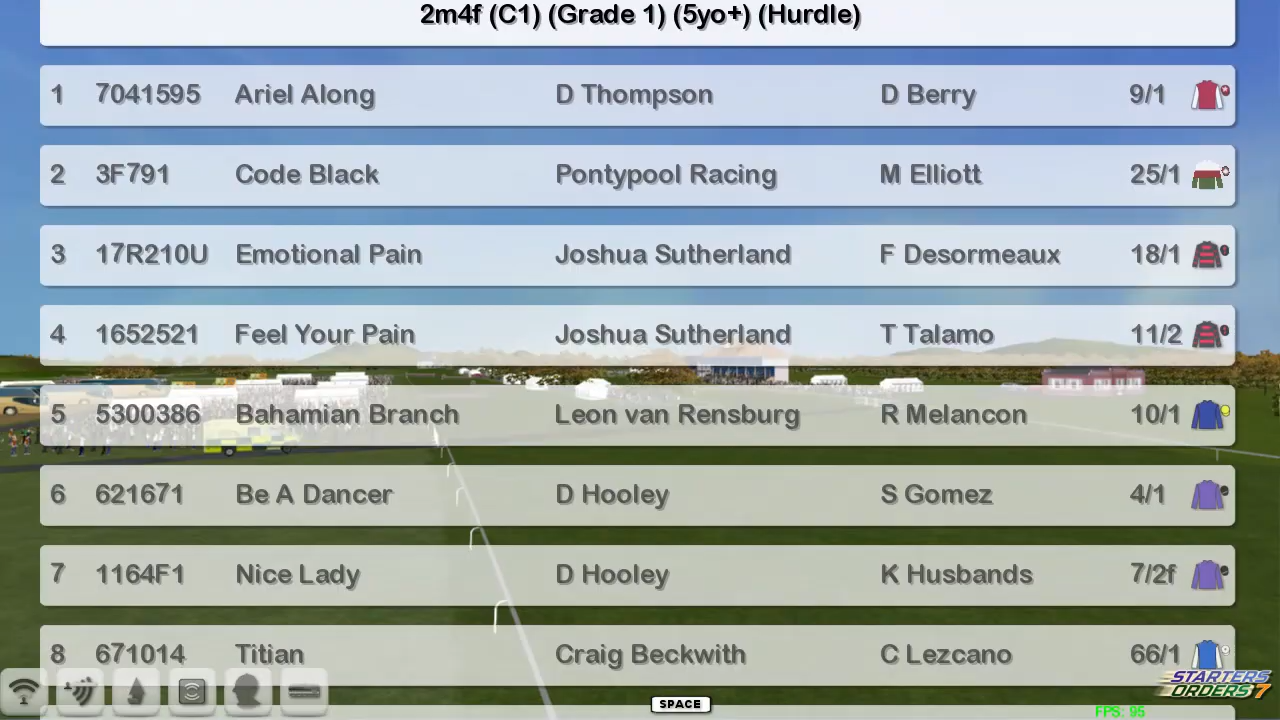 2m4f (C1) (Grade 1) (5yo+) (Hurdle)
1 7041595 Ariel Along D Thompson D Berry 9/1
2 3F791 Code Black Pontypool Racing M Elliott 25/1
3 17R210U Emotional Pain Joshua Sutherland F Desormeaux 18/1
4 1652521 Feel Your Pain Joshua Sutherland T Talamo 11/2
5 5300386 Bahamian Branch Leon van Rensburg R Melancon 10/1
6 621671 Be A Dancer D Hooley S Gomez 4/1
7 1164F1 Nice Lady D Hooley K Husbands 7/2f
8 671014 Titian Craig Beckwith C Lezcano 66/1
STARTERS
ORDERS 7
SPACE
FPS: 95